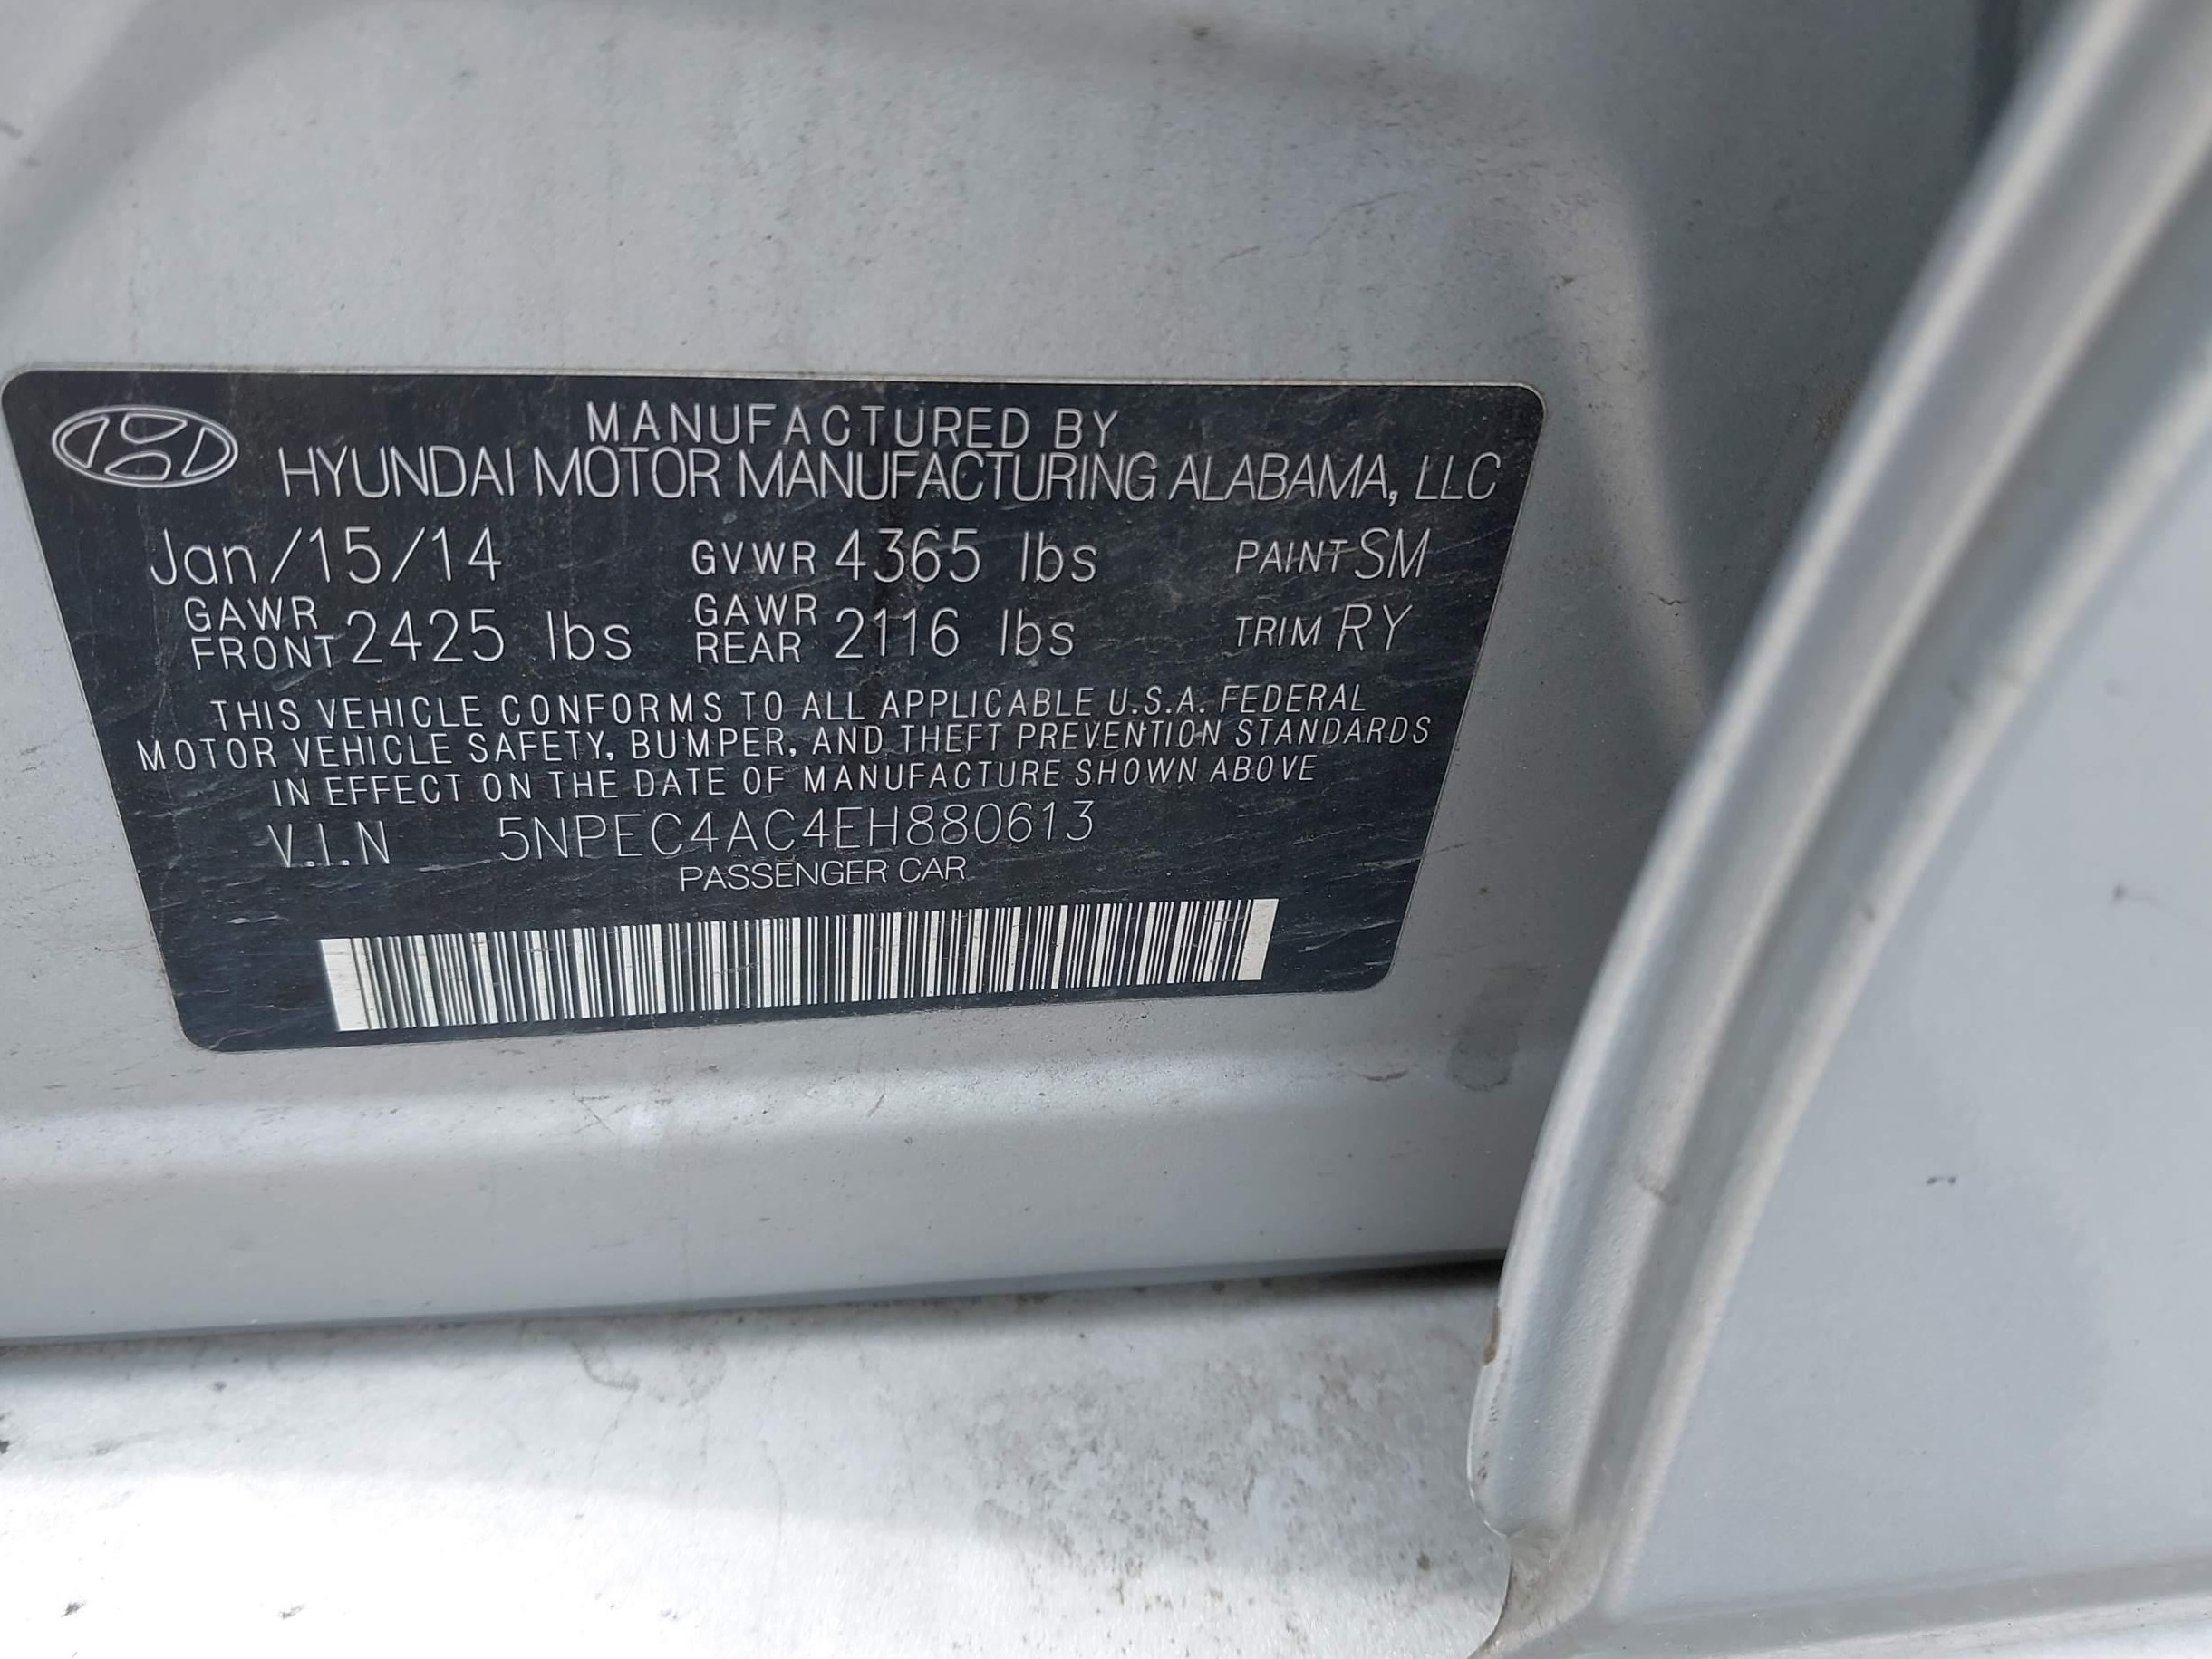 MANUFACTURED BY
HYUNDAI MOTOR MANUFACTURING ALABAMA, LLC
Jan/15/14 GVWR 4365 lbs PAINT SM
GAWR FRONT 2425 lbs GAWR REAR 2116 lbs TRIM RY
THIS VEHICLE CONFORMS TO ALL APPLICABLE U.S.A. FEDERAL
MOTOR VEHICLE SAFETY, BUMPER, AND THEFT PREVENTION STANDARDS
IN EFFECT ON THE DATE OF MANUFACTURE SHOWN ABOVE
V.I.N 5NPEC4AC4EH880613
PASSENGER CAR